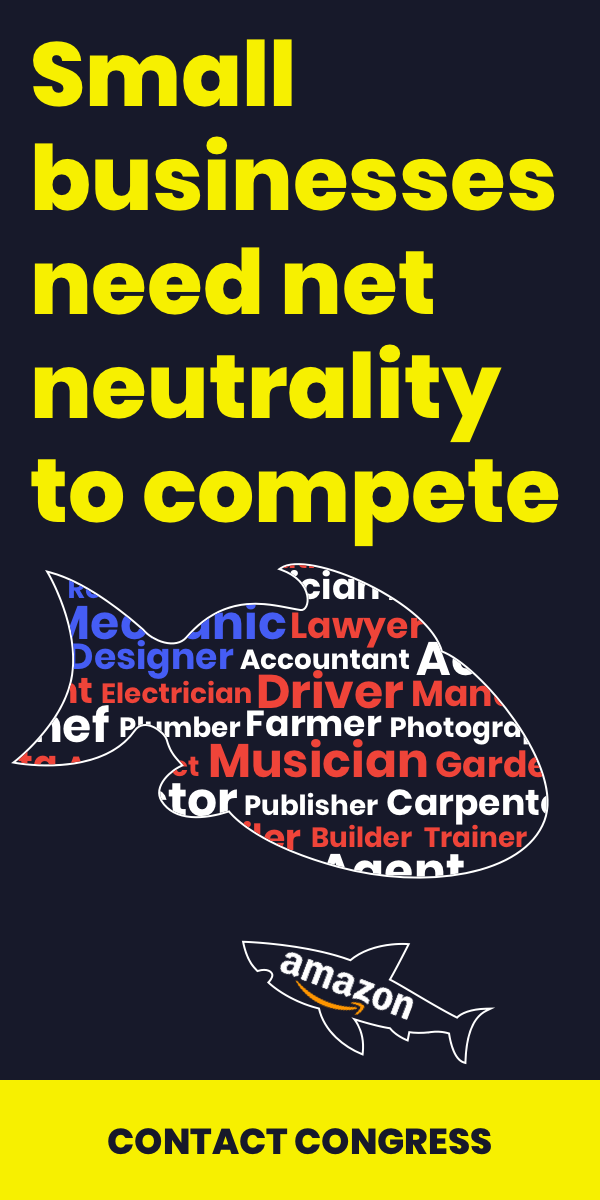 Small
businesses
need net
neutrality
to compete
Lawyer
Designer Accountant
Electrician Driver
Plumber Farmer
Musician
Publisher
Builder Trainer
Agent
amazon
CONTACT CONGRESS